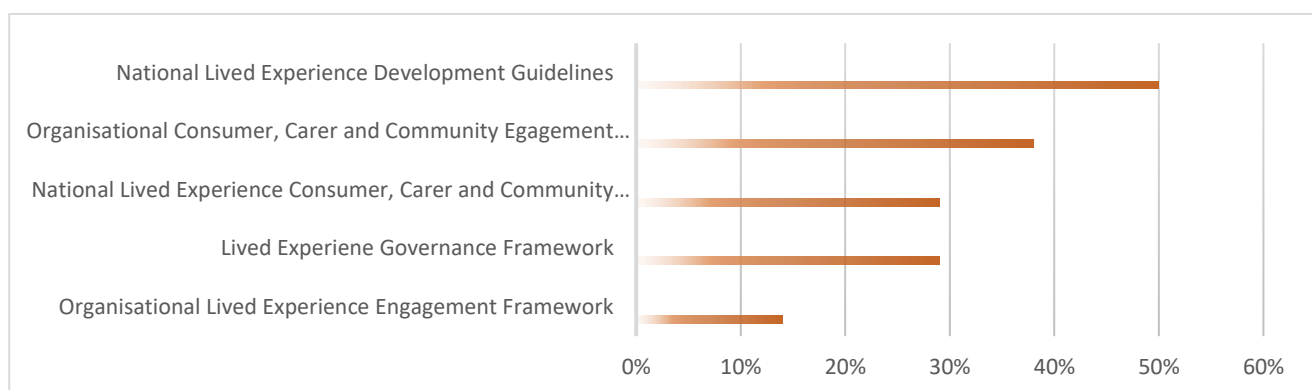 National Lived Experience Development Guidelines
Organisational Consumer, Carer and Community Egagement...
National Lived Experience Consumer, Carer and Community...
Lived Experiene Governance Framework
Organisational Lived Experience Engagement Framework
0% 10% 20% 30% 40% 50% 60%